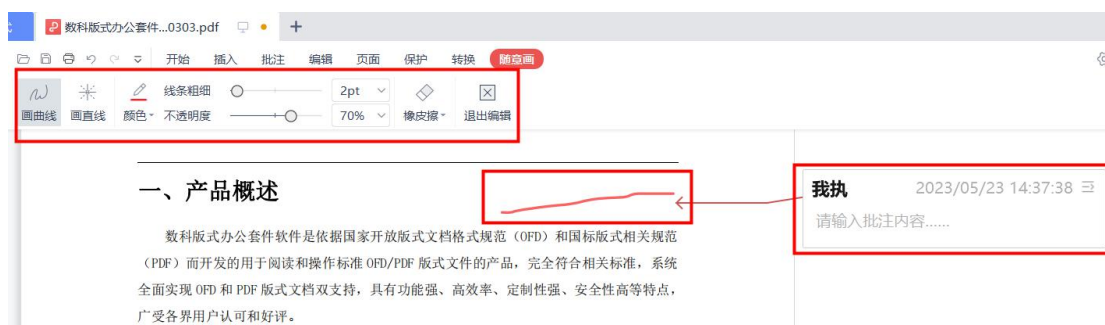 数科版式办公套件...0303.pdf
开始 插入 批注 编辑 页面 保护 转换 随意画
线条粗细 2pt
画曲线 画直线 颜色 不透明度 70% 橡皮擦 退出编辑
一、产品概述
我执 2023/05/23 14:37:38
请输入批注内容......
数科版式办公套件软件是依据国家开放版式文档格式规范（OFD）和国标版式相关规范
（PDF）而开发的用于阅读和操作标准 OFD/PDF 版式文件的产品，完全符合相关标准，系统
全面实现 OFD 和 PDF 版式文档双支持，具有功能强、高效率、定制性强、安全性高等特点，
广受各界用户认可和好评。